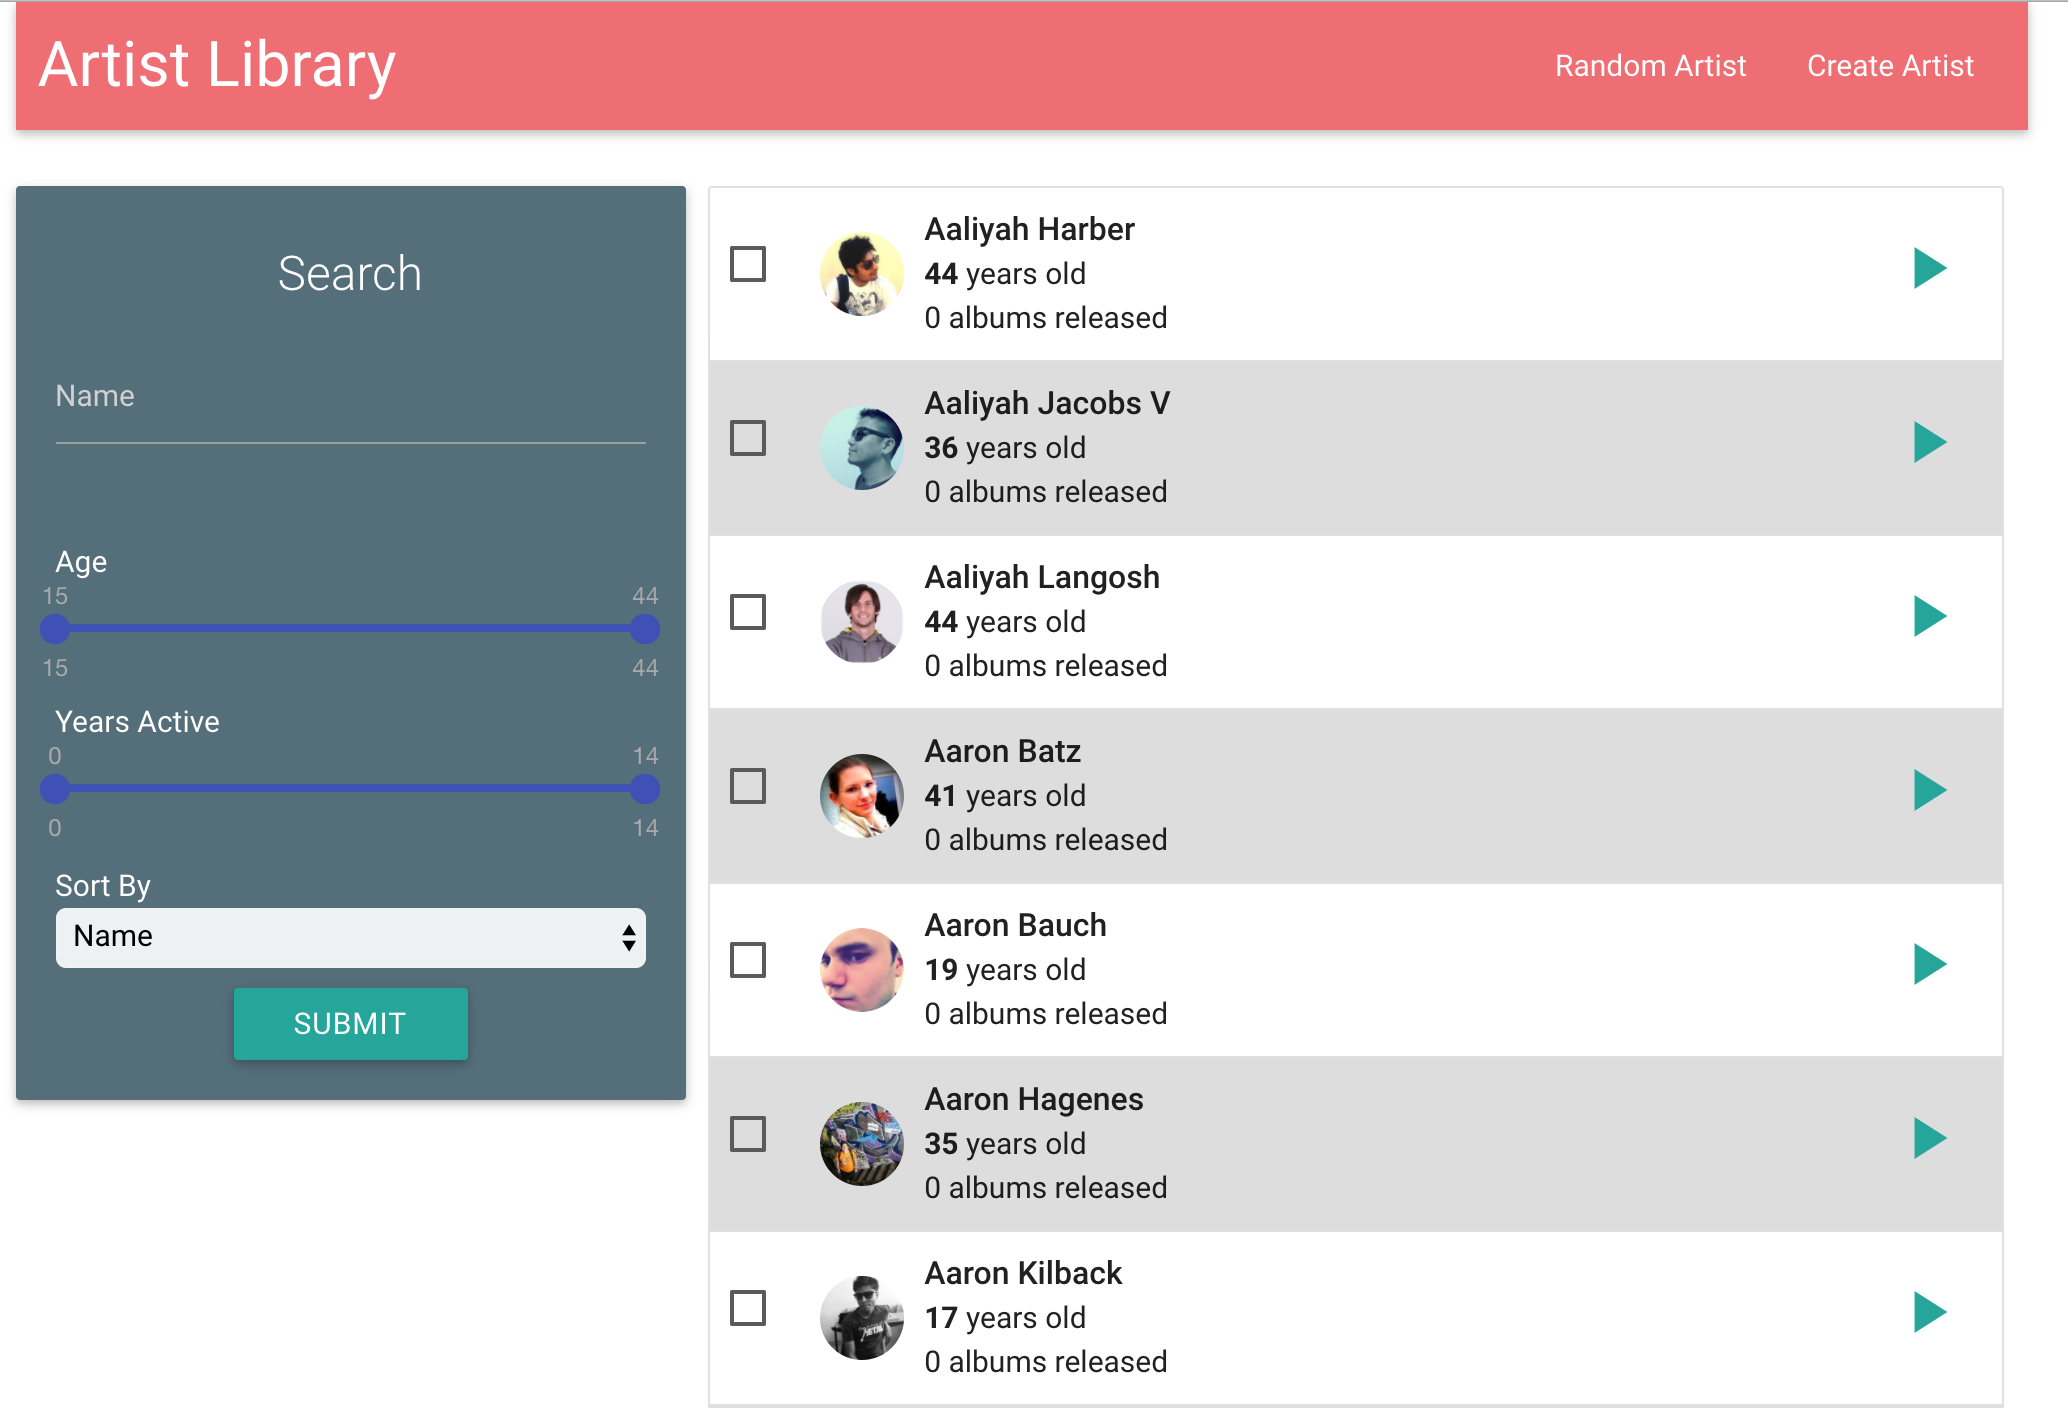 Artist Library
Random Artist
Create Artist
Search
Name
Age
15 44
15 44
Years Active
0 14
0 14
Sort By
Name
SUBMIT
Aaliyah Harber
44 years old
0 albums released
Aaliyah Jacobs V
36 years old
0 albums released
Aaliyah Langosh
44 years old
0 albums released
Aaron Batz
41 years old
0 albums released
Aaron Bauch
19 years old
0 albums released
Aaron Hagenes
35 years old
0 albums released
Aaron Kilback
17 years old
0 albums released